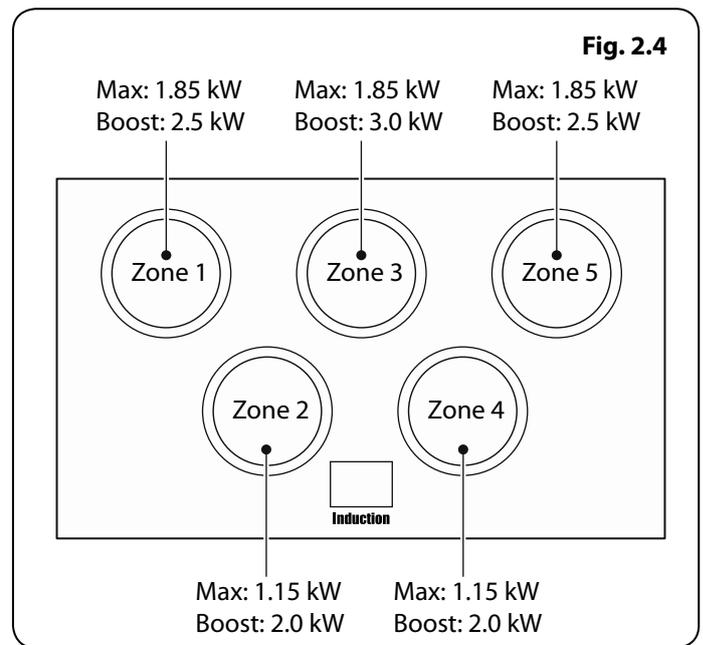 Fig. 2.4
Max: 1.85 kW
Boost: 2.5 kW
Max: 1.85 kW
Boost: 3.0 kW
Max: 1.85 kW
Boost: 2.5 kW
Zone 1
Zone 3
Zone 5
Zone 2
Zone 4
Induction
Max: 1.15 kW
Boost: 2.0 kW
Max: 1.15 kW
Boost: 2.0 kW